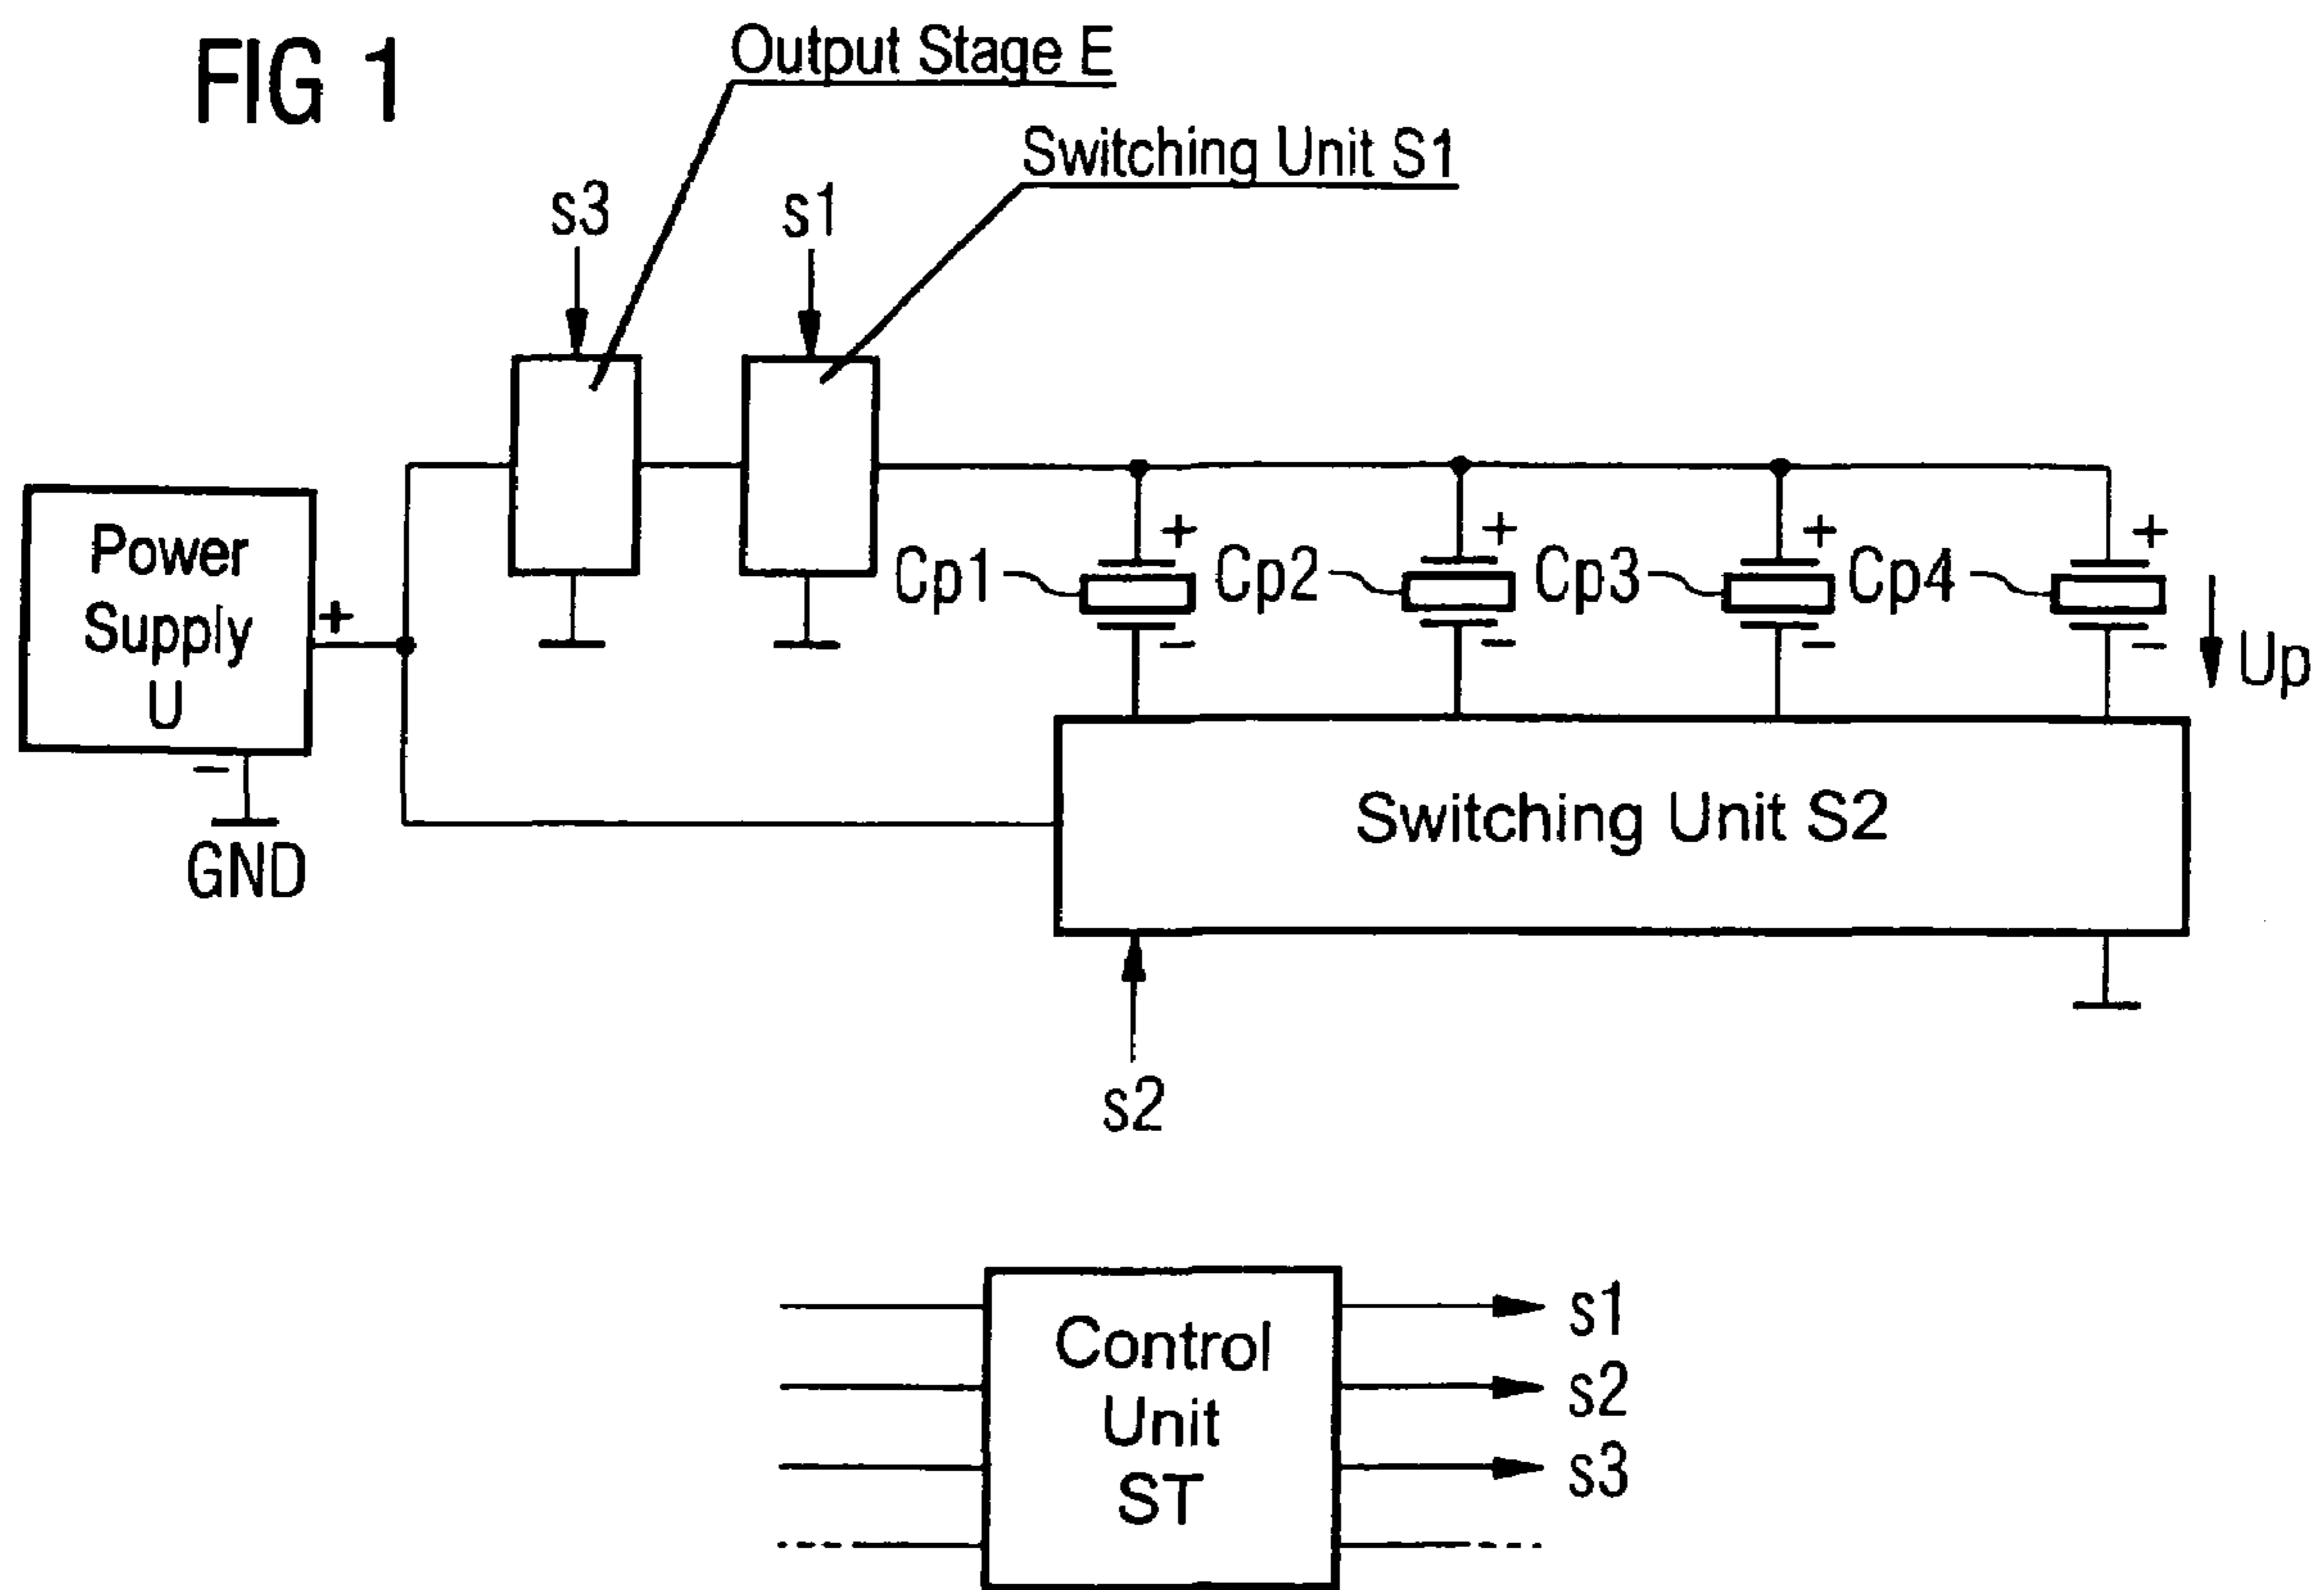 FIG 1
Output Stage E
Switching Unit S1
s3
s1
Power
Supply
U
+
−
GND
Cp1
+
−
Cp2
+
−
Cp3
+
−
Cp4
+
−
Up
Switching Unit S2
s2
Control
Unit
ST
s1
s2
s3